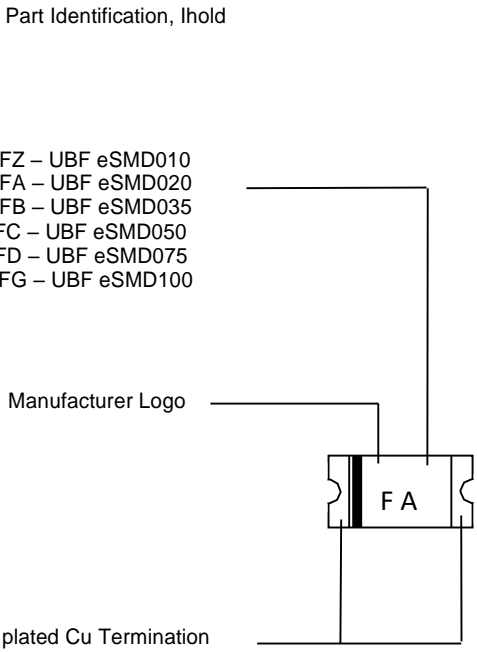 Part Identification, Ihold
FZ – UBF eSMD010
FA – UBF eSMD020
FB – UBF eSMD035
FC – UBF eSMD050
FD – UBF eSMD075
FG – UBF eSMD100
Manufacturer Logo
F A
plated Cu Termination